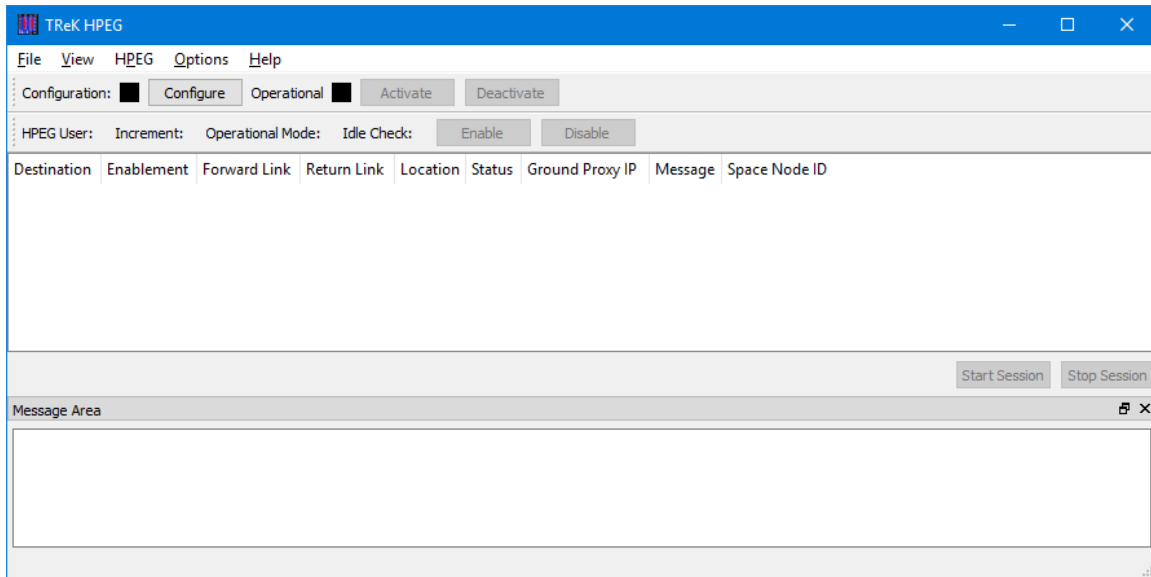 TReK HPEG
File View HPEG Options Help
Configuration: Configure Operational Activate Deactivate
HPEG User: Increment: Operational Mode: Idle Check: Enable Disable
Destination Enablement Forward Link Return Link Location Status Ground Proxy IP Message Space Node ID
Start Session Stop Session
Message Area